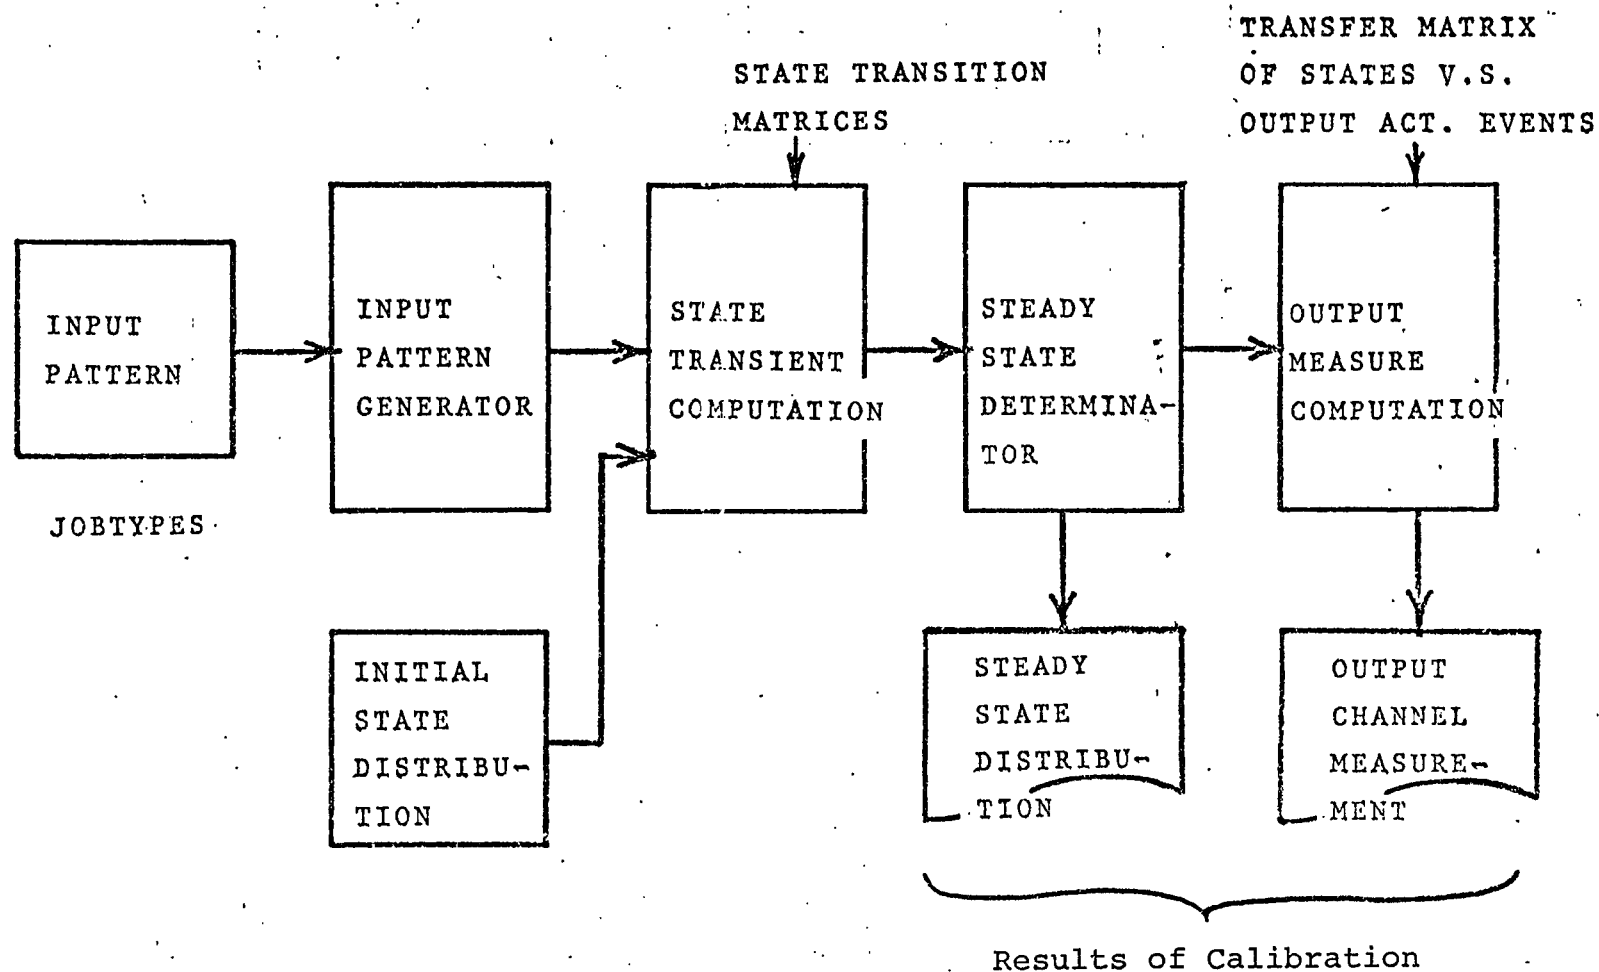 STATE TRANSITION
MATRICES
TRANSFER MATRIX
OF STATES V.S.
OUTPUT ACT. EVENTS
INPUT
PATTERN
JOBTYPES
INPUT
PATTERN
GENERATOR
STATE
TRANSIENT
COMPUTATION
STEADY
STATE
DETERMINA-
TOR
OUTPUT
MEASURE
COMPUTATION
INITIAL
STATE
DISTRIBU-
TION
STEADY
STATE
DISTRIBU-
TION
OUTPUT
CHANNEL
MEASURE-
MENT
Results of Calibration